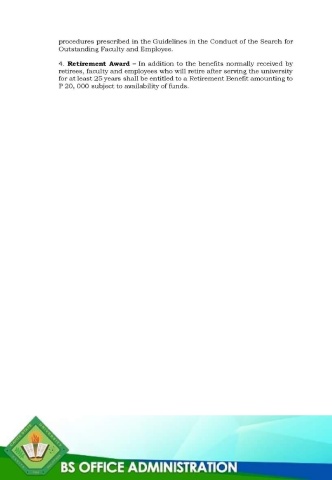 procedures prescribed in the Guidelines in the Conduct of the Search for
Outstanding Faculty and Employee.
4. Retirement Award – In addition to the benefits normally received by
retirees, faculty and employees who will retire after serving the university
for at least 25 years shall be entitled to a Retirement Benefit amounting to
₱ 20, 000 subject to availability of funds.
BS OFFICE ADMINISTRATION